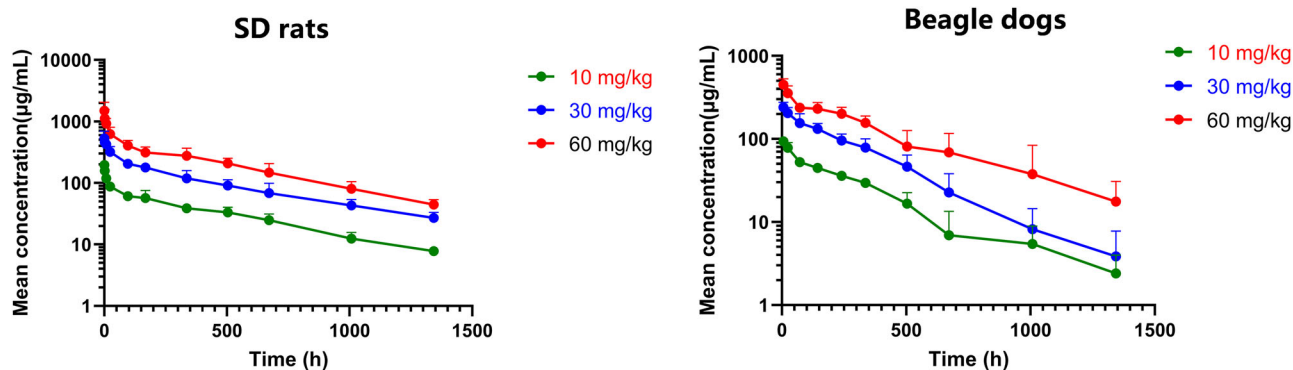 SD rats
Mean concentration(μg/mL)
10000
1000
100
10
1
0
500
1000
1500
Time (h)
10 mg/kg
30 mg/kg
60 mg/kg
Beagle dogs
Mean concentration(μg/mL)
1000
100
10
1
0
500
1000
1500
Time (h)
10 mg/kg
30 mg/kg
60 mg/kg